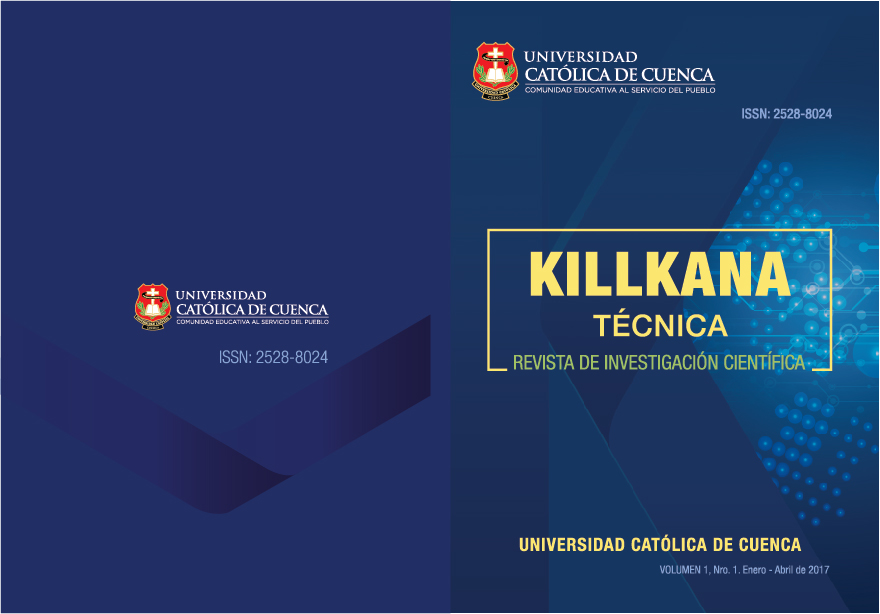 UNIVERSIDAD
CATÓLICA DE CUENCA
COMUNIDAD EDUCATIVA AL SERVICIO DEL PUEBLO
ISSN: 2528-8024
UNIVERSIDAD
CATÓLICA DE CUENCA
COMUNIDAD EDUCATIVA AL SERVICIO DEL PUEBLO
ISSN: 2528-8024
KILLKANA
TÉCNICA
REVISTA DE INVESTIGACIÓN CIENTÍFICA
UNIVERSIDAD CATÓLICA DE CUENCA
VOLUMEN 1, Nro. 1. Enero - Abril de 2017